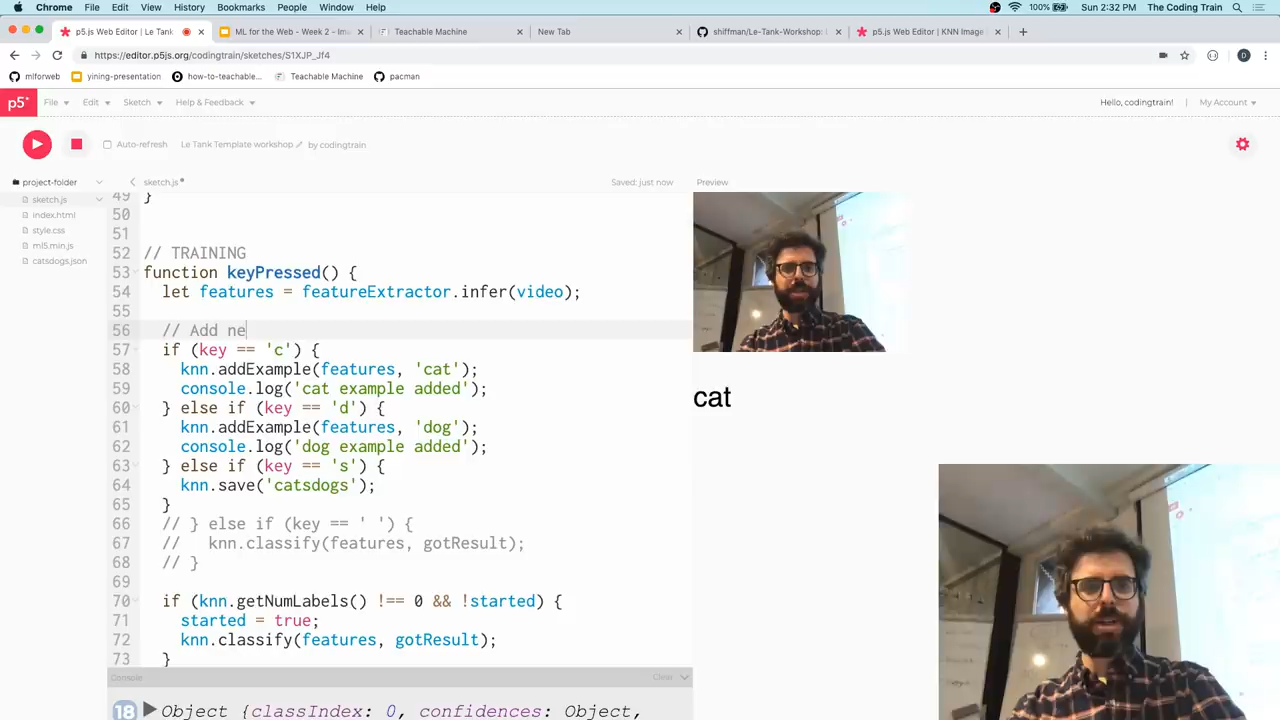 Chrome File Edit View History Bookmarks People Window Help 100% Sun 2:32 PM The Coding Train
p5.js Web Editor | Le Tank × ML for the Web - Week 2 - Im × Teachable Machine × New Tab × shiffman/Le-Tank-Workshop: × p5.js Web Editor | KNN Image × +
https://editor.p5js.org/codingtrain/sketches/S1XJP_Jf4 D
mlforweb yining-presentation how-to-teachable... Teachable Machine pacman
p5* File Edit Sketch Help & Feedback Hello, codingtrain! | My Account
Auto-refresh Le Tank Template workshop by codingtrain
project-folder sketch.js Saved: just now Preview
sketch.js
index.html
style.css
ml5.min.js
catsdogs.json
49 }
50
51
52 // TRAINING
53 function keyPressed() {
54 let features = featureExtractor.infer(video);
55
56 // Add ne
57 if (key == 'c') {
58 knn.addExample(features, 'cat');
59 console.log('cat example added');
60 } else if (key == 'd') {
61 knn.addExample(features, 'dog');
62 console.log('dog example added');
63 } else if (key == 's') {
64 knn.save('catsdogs');
65 }
66 // } else if (key == ' ') {
67 // knn.classify(features, gotResult);
68 // }
69
70 if (knn.getNumLabels() !== 0 && !started) {
71 started = true;
72 knn.classify(features, gotResult);
73 }
cat
Console Clear
18 Object {classIndex: 0, confidences: Object,